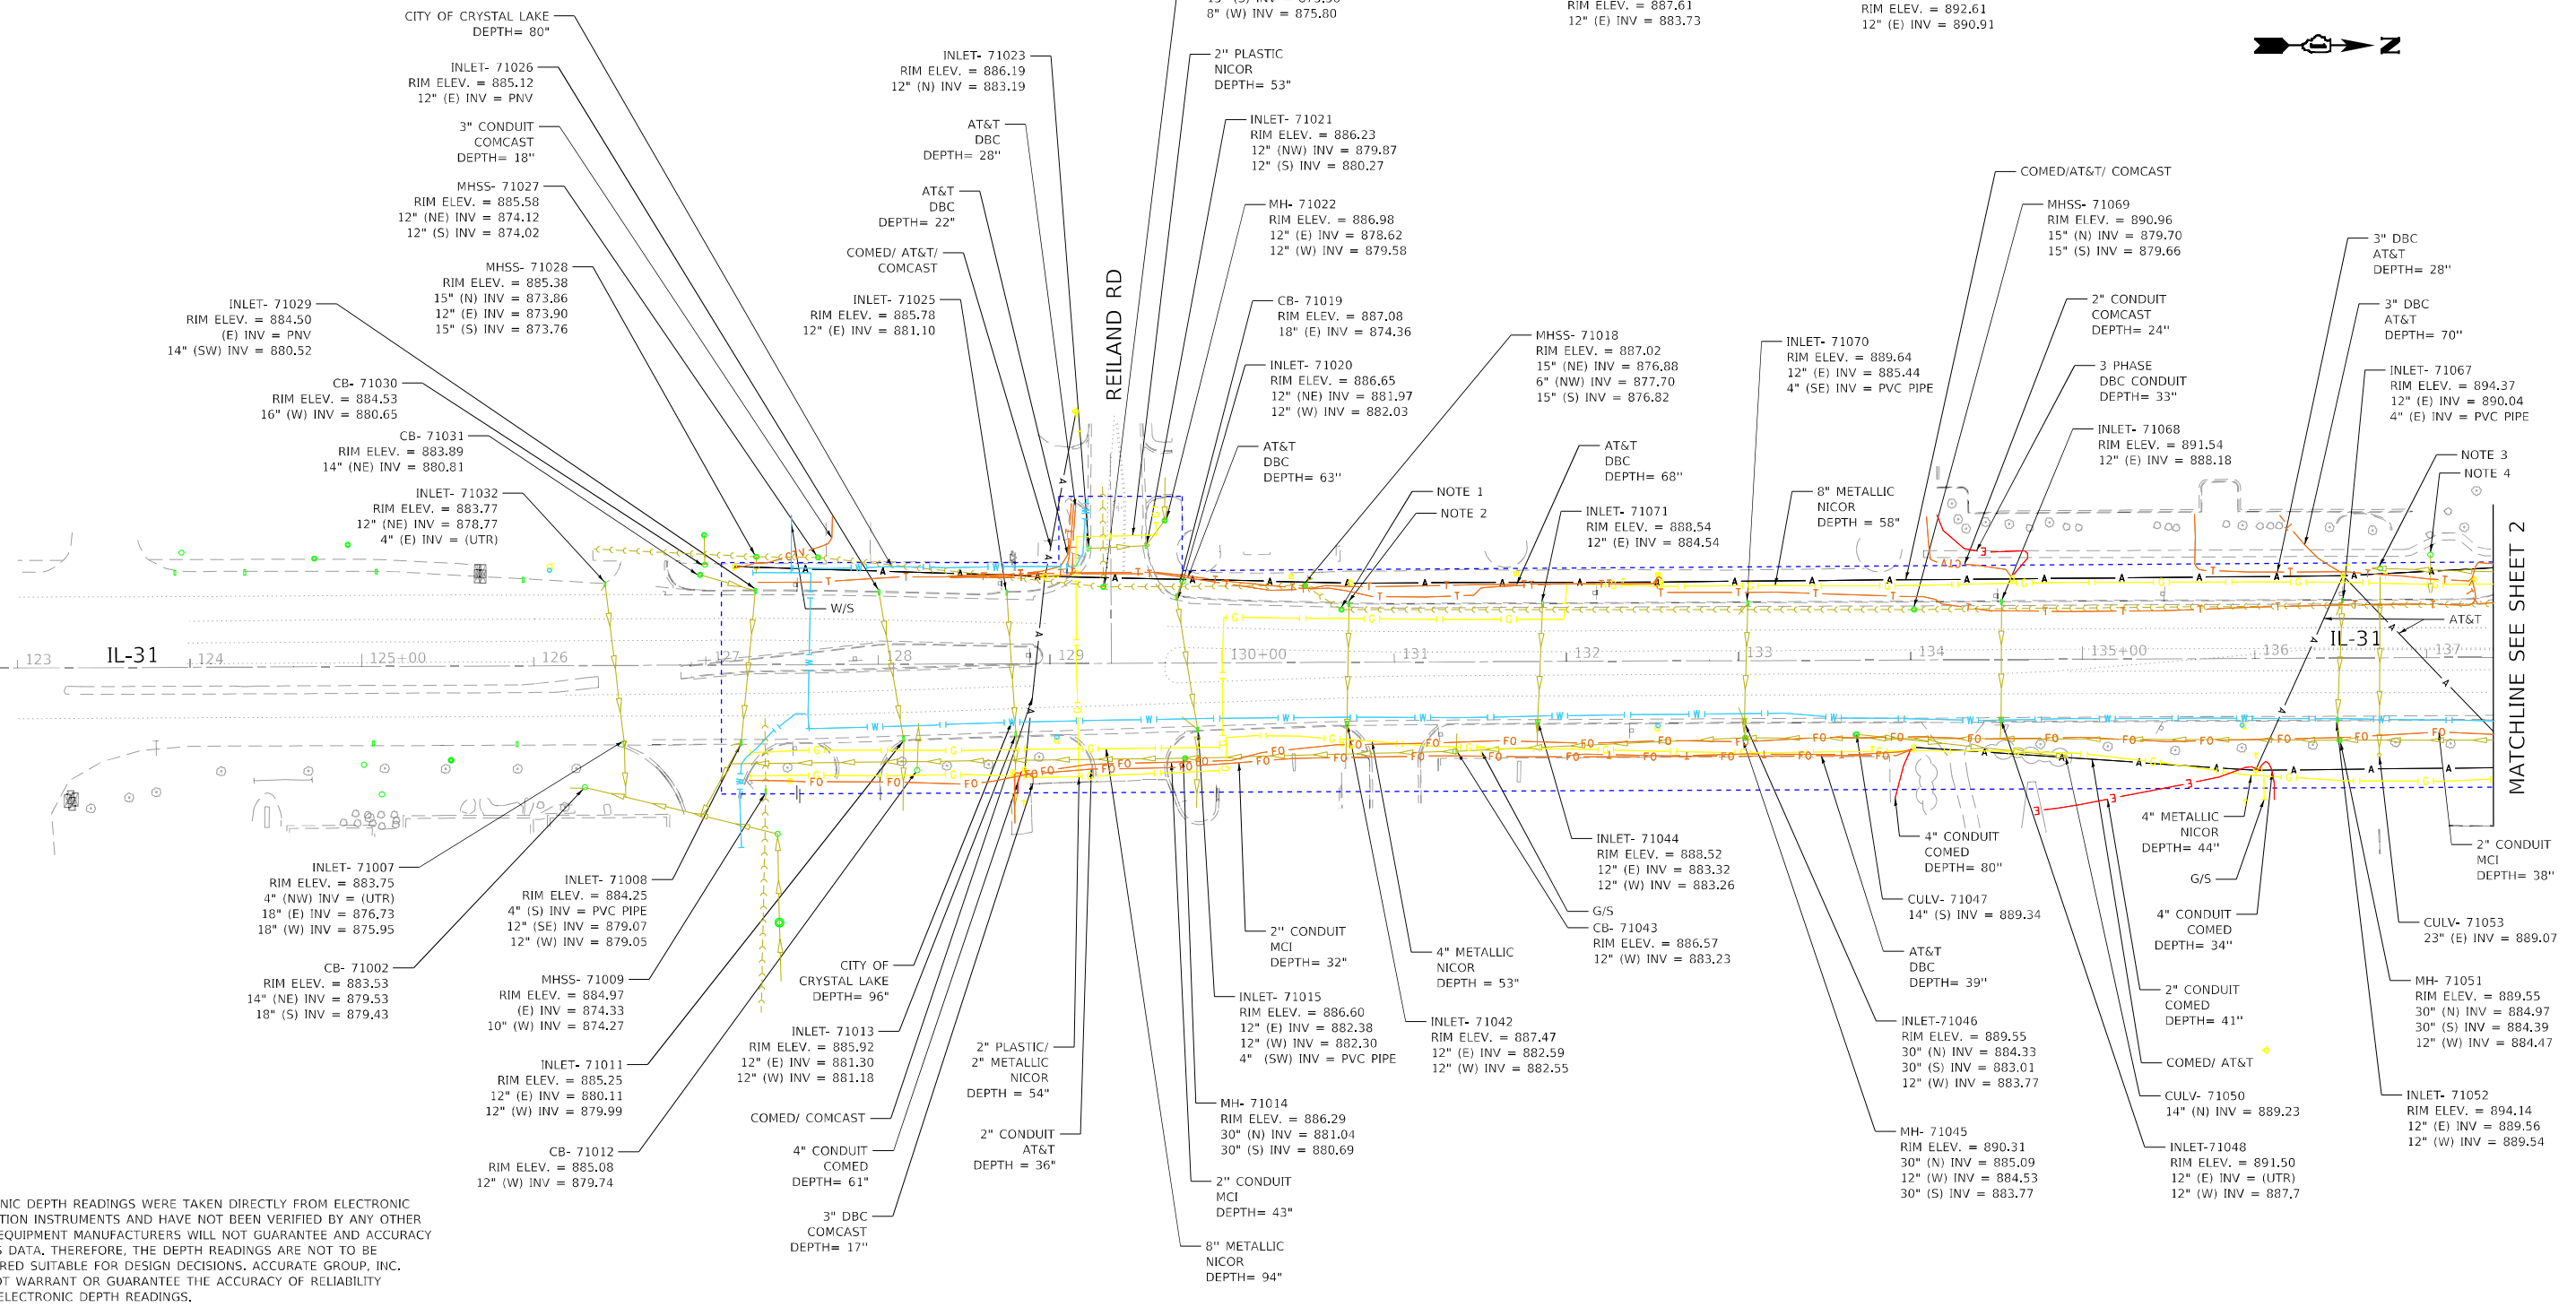 CITY OF CRYSTAL LAKE
DEPTH= 80"
INLET- 71026
RIM ELEV. = 885.12
12" (E) INV = PNV
3" CONDUIT
COMCAST
DEPTH= 18"
MHSS- 71027
RIM ELEV. = 885.58
12" (NE) INV = 874.12
12" (S) INV = 874.02
MHSS- 71028
RIM ELEV. = 885.38
15" (N) INV = 873.86
12" (E) INV = 873.90
15" (S) INV = 873.76
INLET- 71029
RIM ELEV. = 884.50
(E) INV = PNV
14" (SW) INV = 880.52
CB- 71030
RIM ELEV. = 884.53
16" (W) INV = 880.65
CB- 71031
RIM ELEV. = 883.89
14" (NE) INV = 880.81
INLET- 71032
RIM ELEV. = 883.77
12" (NE) INV = 878.77
4" (E) INV = (UTR)
INLET- 71023
RIM ELEV. = 886.19
12" (N) INV = 883.19
AT&T
DBC
DEPTH= 28"
AT&T
DBC
DEPTH= 22"
COMED/ AT&T/
COMCAST
INLET- 71025
RIM ELEV. = 885.78
12" (E) INV = 881.10
REILAND RD
8" (W) INV = 875.80
2" PLASTIC
NICOR
DEPTH= 53"
INLET- 71021
RIM ELEV. = 886.23
12" (NW) INV = 879.87
12" (S) INV = 880.27
MH- 71022
RIM ELEV. = 886.98
12" (E) INV = 878.62
12" (W) INV = 879.58
CB- 71019
RIM ELEV. = 887.08
18" (E) INV = 874.36
INLET- 71020
RIM ELEV. = 886.65
12" (NE) INV = 881.97
12" (W) INV = 882.03
AT&T
DBC
DEPTH= 63"
RIM ELEV. = 887.61
12" (E) INV = 883.73
RIM ELEV. = 892.61
12" (E) INV = 890.91
N
MHSS- 71018
RIM ELEV. = 887.02
15" (NE) INV = 876.88
6" (NW) INV = 877.70
15" (S) INV = 876.82
NOTE 1
NOTE 2
AT&T
DBC
DEPTH= 68"
INLET- 71071
RIM ELEV. = 888.54
12" (E) INV = 884.54
INLET- 71070
RIM ELEV. = 889.64
12" (E) INV = 885.44
4" (SE) INV = PVC PIPE
8" METALLIC
NICOR
DEPTH = 58"
COMED/AT&T/ COMCAST
MHSS- 71069
RIM ELEV. = 890.96
15" (N) INV = 879.70
15" (S) INV = 879.66
2" CONDUIT
COMCAST
DEPTH= 24"
3 PHASE
DBC CONDUIT
DEPTH= 33"
INLET- 71068
RIM ELEV. = 891.54
12" (E) INV = 888.18
3" DBC
AT&T
DEPTH= 28"
3" DBC
AT&T
DEPTH= 70"
INLET- 71067
RIM ELEV. = 894.37
12" (E) INV = 890.04
4" (E) INV = PVC PIPE
NOTE 3
NOTE 4
W/S
AT&T
MATCHLINE SEE SHEET 2
IL-31
IL-31
123
124
125+00
126
127
128
129
130+00
131
132
133
134
135+00
136
137
INLET- 71007
RIM ELEV. = 883.75
4" (NW) INV = (UTR)
18" (E) INV = 876.73
18" (W) INV = 875.95
CB- 71002
RIM ELEV. = 883.53
14" (NE) INV = 879.53
18" (S) INV = 879.43
INLET- 71008
RIM ELEV. = 884.25
4" (S) INV = PVC PIPE
12" (SE) INV = 879.07
12" (W) INV = 879.05
MHSS- 71009
RIM ELEV. = 884.97
(E) INV = 874.33
10" (W) INV = 874.27
INLET- 71011
RIM ELEV. = 885.25
12" (E) INV = 880.11
12" (W) INV = 879.99
CB- 71012
RIM ELEV. = 885.08
12" (W) INV = 879.74
CITY OF
CRYSTAL LAKE
DEPTH= 96"
INLET- 71013
RIM ELEV. = 885.92
12" (E) INV = 881.30
12" (W) INV = 881.18
COMED/ COMCAST
4" CONDUIT
COMED
DEPTH= 61"
3" DBC
COMCAST
DEPTH= 17"
2" PLASTIC/
2" METALLIC
NICOR
DEPTH = 54"
2" CONDUIT
AT&T
DEPTH = 36"
2" CONDUIT
MCI
DEPTH= 32"
INLET- 71015
RIM ELEV. = 886.60
12" (E) INV = 882.38
12" (W) INV = 882.30
4" (SW) INV = PVC PIPE
MH- 71014
RIM ELEV. = 886.29
30" (N) INV = 881.04
30" (S) INV = 880.69
2" CONDUIT
MCI
DEPTH= 43"
8" METALLIC
NICOR
DEPTH= 94"
4" METALLIC
NICOR
DEPTH = 53"
INLET- 71042
RIM ELEV. = 887.47
12" (E) INV = 882.59
12" (W) INV = 882.55
INLET- 71044
RIM ELEV. = 888.52
12" (E) INV = 883.32
12" (W) INV = 883.26
G/S
CB- 71043
RIM ELEV. = 886.57
12" (W) INV = 883.23
4" CONDUIT
COMED
DEPTH= 80"
CULV- 71047
14" (S) INV = 889.34
AT&T
DBC
DEPTH= 39"
INLET-71046
RIM ELEV. = 889.55
30" (N) INV = 884.33
30" (S) INV = 883.01
12" (W) INV = 883.77
MH- 71045
RIM ELEV. = 890.31
30" (N) INV = 885.09
12" (W) INV = 884.53
30" (S) INV = 883.77
4" METALLIC
NICOR
DEPTH= 44"
G/S
4" CONDUIT
COMED
DEPTH= 34"
2" CONDUIT
COMED
DEPTH= 41"
COMED/ AT&T
CULV- 71050
14" (N) INV = 889.23
INLET-71048
RIM ELEV. = 891.50
12" (E) INV = (UTR)
12" (W) INV = 887.7
2" CONDUIT
MCI
DEPTH= 38"
CULV- 71053
23" (E) INV = 889.07
MH- 71051
RIM ELEV. = 889.55
30" (N) INV = 884.97
30" (S) INV = 884.39
12" (W) INV = 884.47
INLET- 71052
RIM ELEV. = 894.14
12" (E) INV = 889.56
12" (W) INV = 889.54
NIC DEPTH READINGS WERE TAKEN DIRECTLY FROM ELECTRONIC
TION INSTRUMENTS AND HAVE NOT BEEN VERIFIED BY ANY OTHER
EQUIPMENT MANUFACTURERS WILL NOT GUARANTEE AND ACCURACY
S DATA. THEREFORE, THE DEPTH READINGS ARE NOT TO BE
RED SUITABLE FOR DESIGN DECISIONS. ACCURATE GROUP, INC.
OT WARRANT OR GUARANTEE THE ACCURACY OF RELIABILITY
ELECTRONIC DEPTH READINGS.